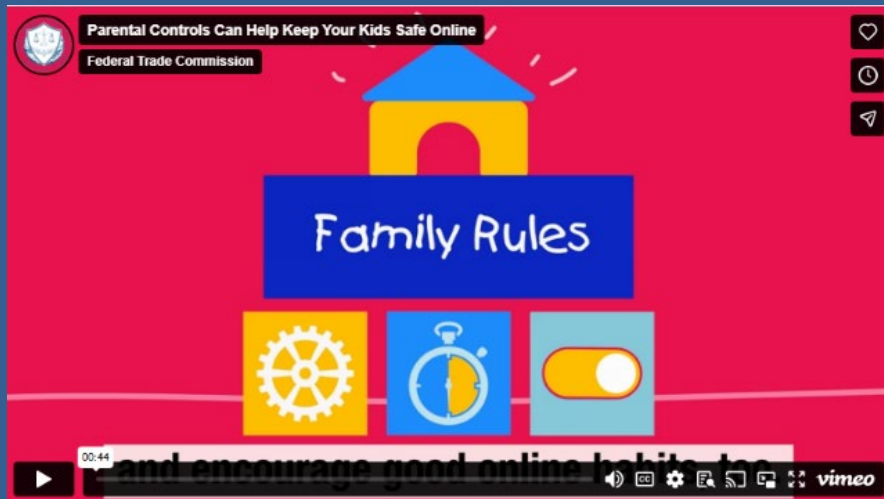 Parental Controls Can Help Keep Your Kids Safe Online
Federal Trade Commission
Family Rules
00:44
and encourage good online habits, too.
CC
vimeo